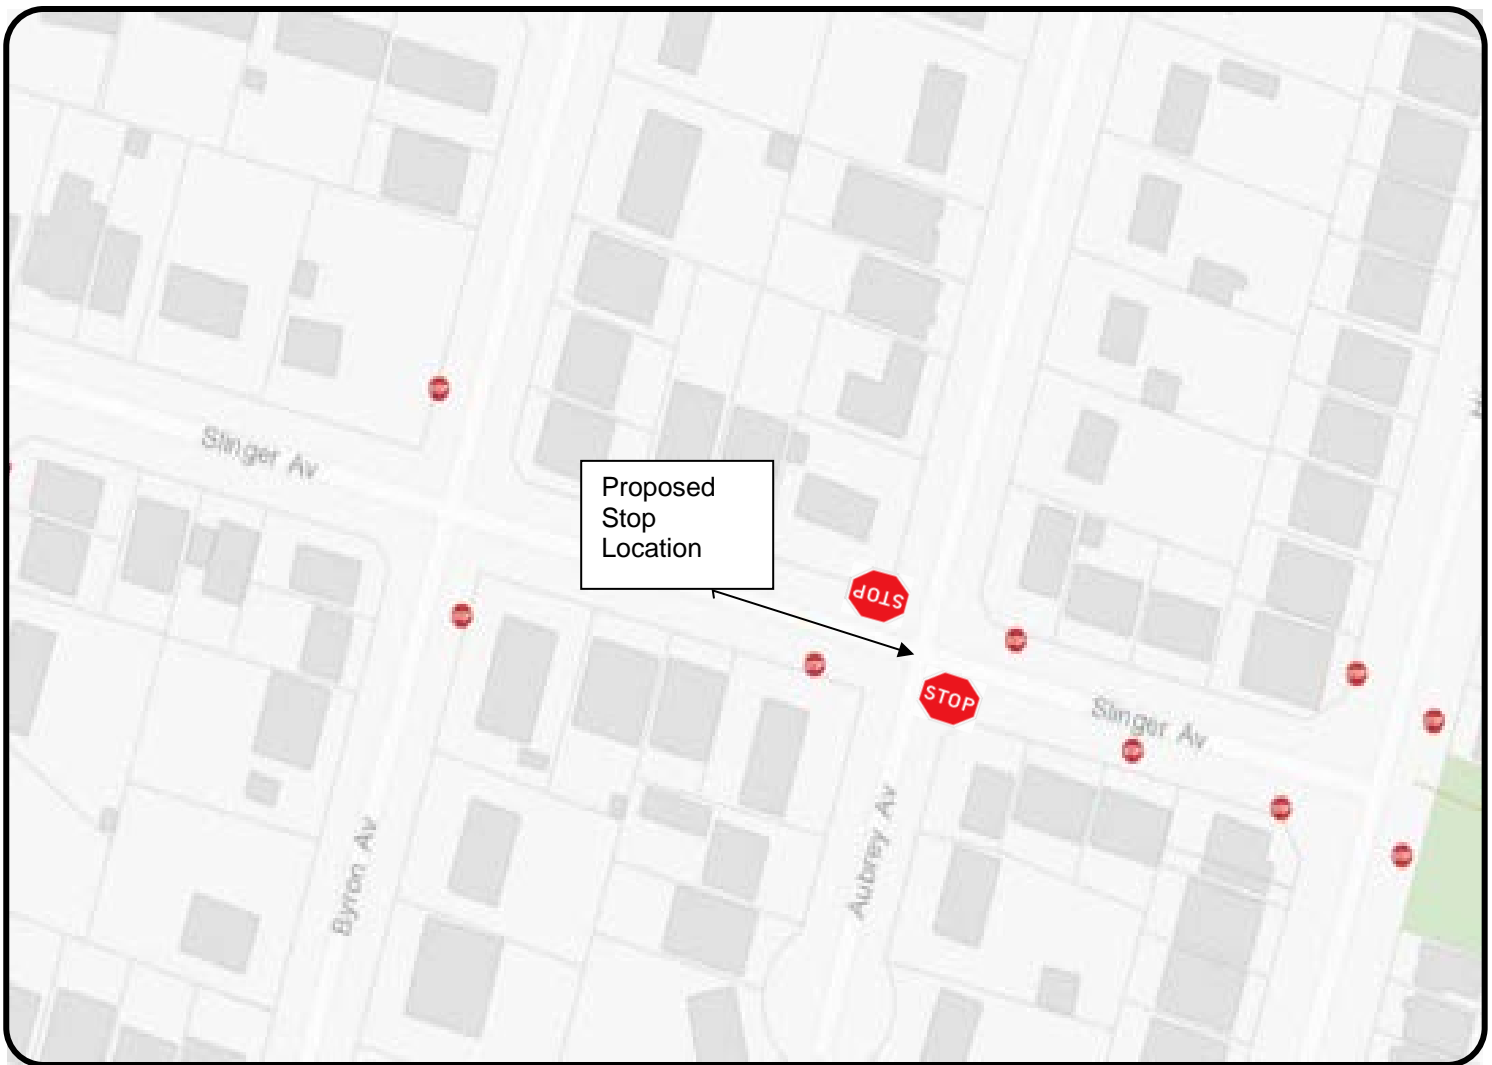 Slinger Av
Proposed
Stop
Location
STOP
STOP
Slinger Av
Aubrey Av
Byron Av